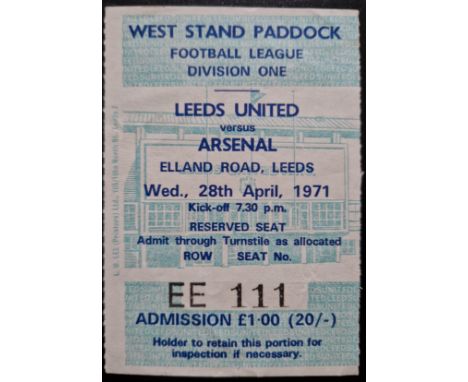 WEST STAND PADDOCK
FOOTBALL LEAGUE
DIVISION ONE
LEEDS UNITED
versus
ARSENAL
ELLAND ROAD, LEEDS
Wed., 28th April, 1971
Kick-off 7.30 p.m.
RESERVED SEAT
Admit through Turnstile as allocated
ROW SEAT No.
EE 111
ADMISSION £1·00 (20/-)
Holder to retain this portion for
inspection if necessary.